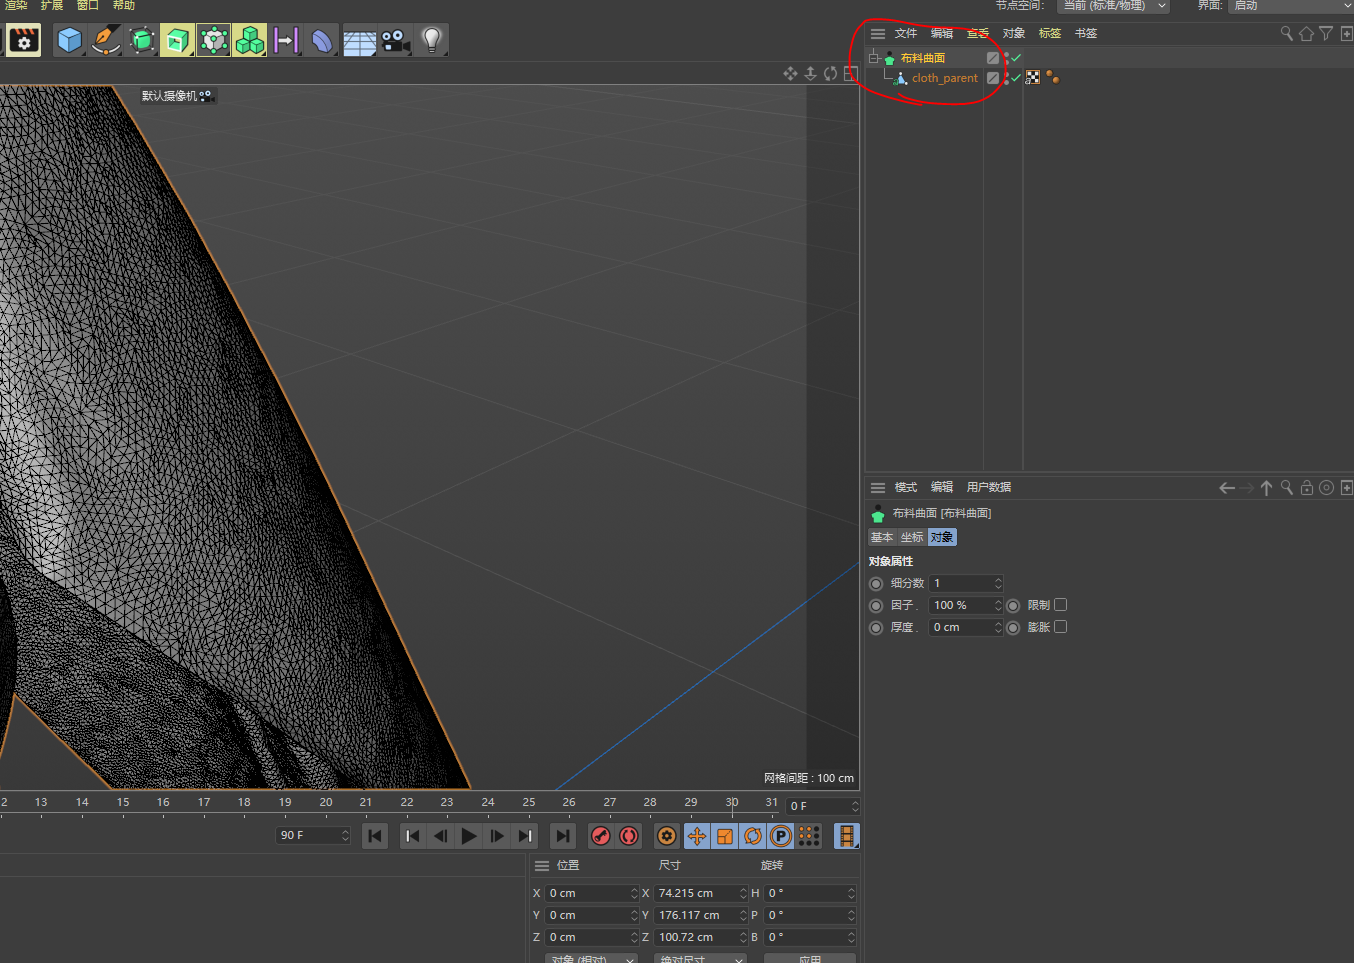 渲染 扩展 窗口 帮助
节点空间： 当前 (标准/物理) 界面: 启动
文件 编辑 查看 对象 标签 书签
布料曲面
cloth_parent
默认摄像机
网格间距 : 100 cm
模式 编辑 用户数据
布料曲面 [布料曲面]
基本 坐标 对象
对象属性
细分数 1
因子 . 100 % 限制
厚度 . 0 cm 膨胀
2 13 14 15 16 17 18 19 20 21 22 23 24 25 26 27 28 29 30 31 0 F
90 F
P
位置 尺寸 旋转
X 0 cm X 74.215 cm H 0 °
Y 0 cm Y 176.117 cm P 0 °
Z 0 cm Z 100.72 cm B 0 °
对象 (相对) 绝对尺寸 应用